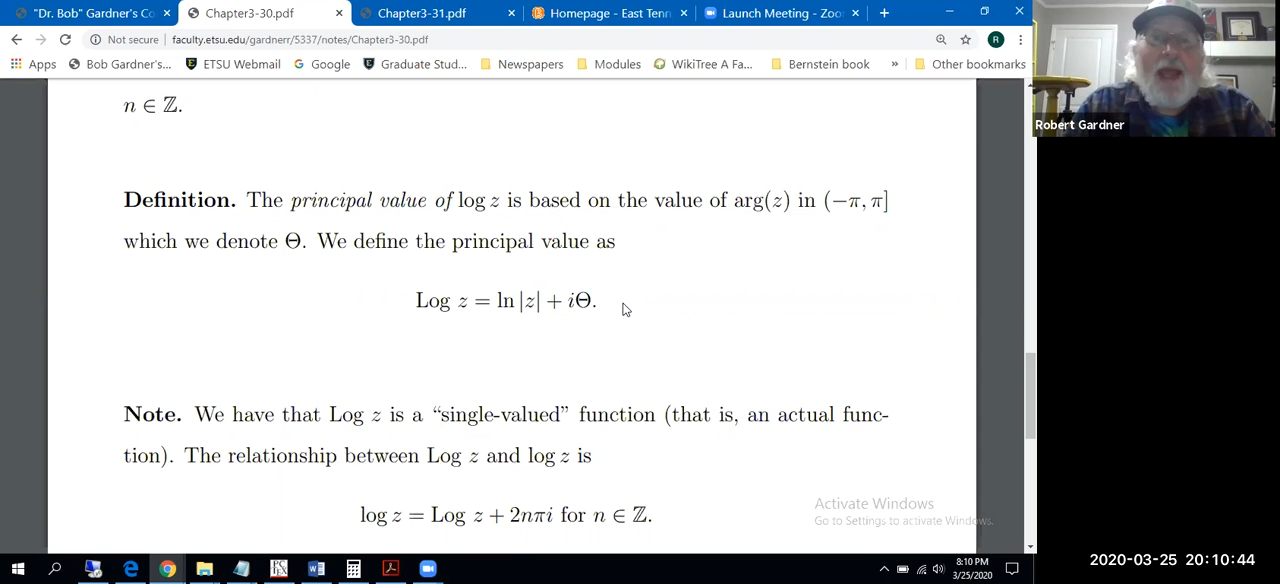 "Dr. Bob" Gardner's Co
Chapter3-30.pdf
Chapter3-31.pdf
Homepage - East Tenn
Launch Meeting - Zoo
Not secure | faculty.etsu.edu/gardnerr/5337/notes/Chapter3-30.pdf
R
Apps Bob Gardner's... ETSU Webmail Google Graduate Stud... Newspapers Modules WikiTree A Fa... Bernstein book » Other bookmarks
n ∈ ℤ.
Robert Gardner
Definition. The principal value of log z is based on the value of arg(z) in (−π, π]
which we denote Θ. We define the principal value as
Log z = ln |z| + iΘ.
Note. We have that Log z is a “single-valued” function (that is, an actual func-
tion). The relationship between Log z and log z is
log z = Log z + 2nπi for n ∈ ℤ.
Activate Windows
Go to Settings to activate Windows.
8:10 PM
3/25/2020
2020-03-25 20:10:44